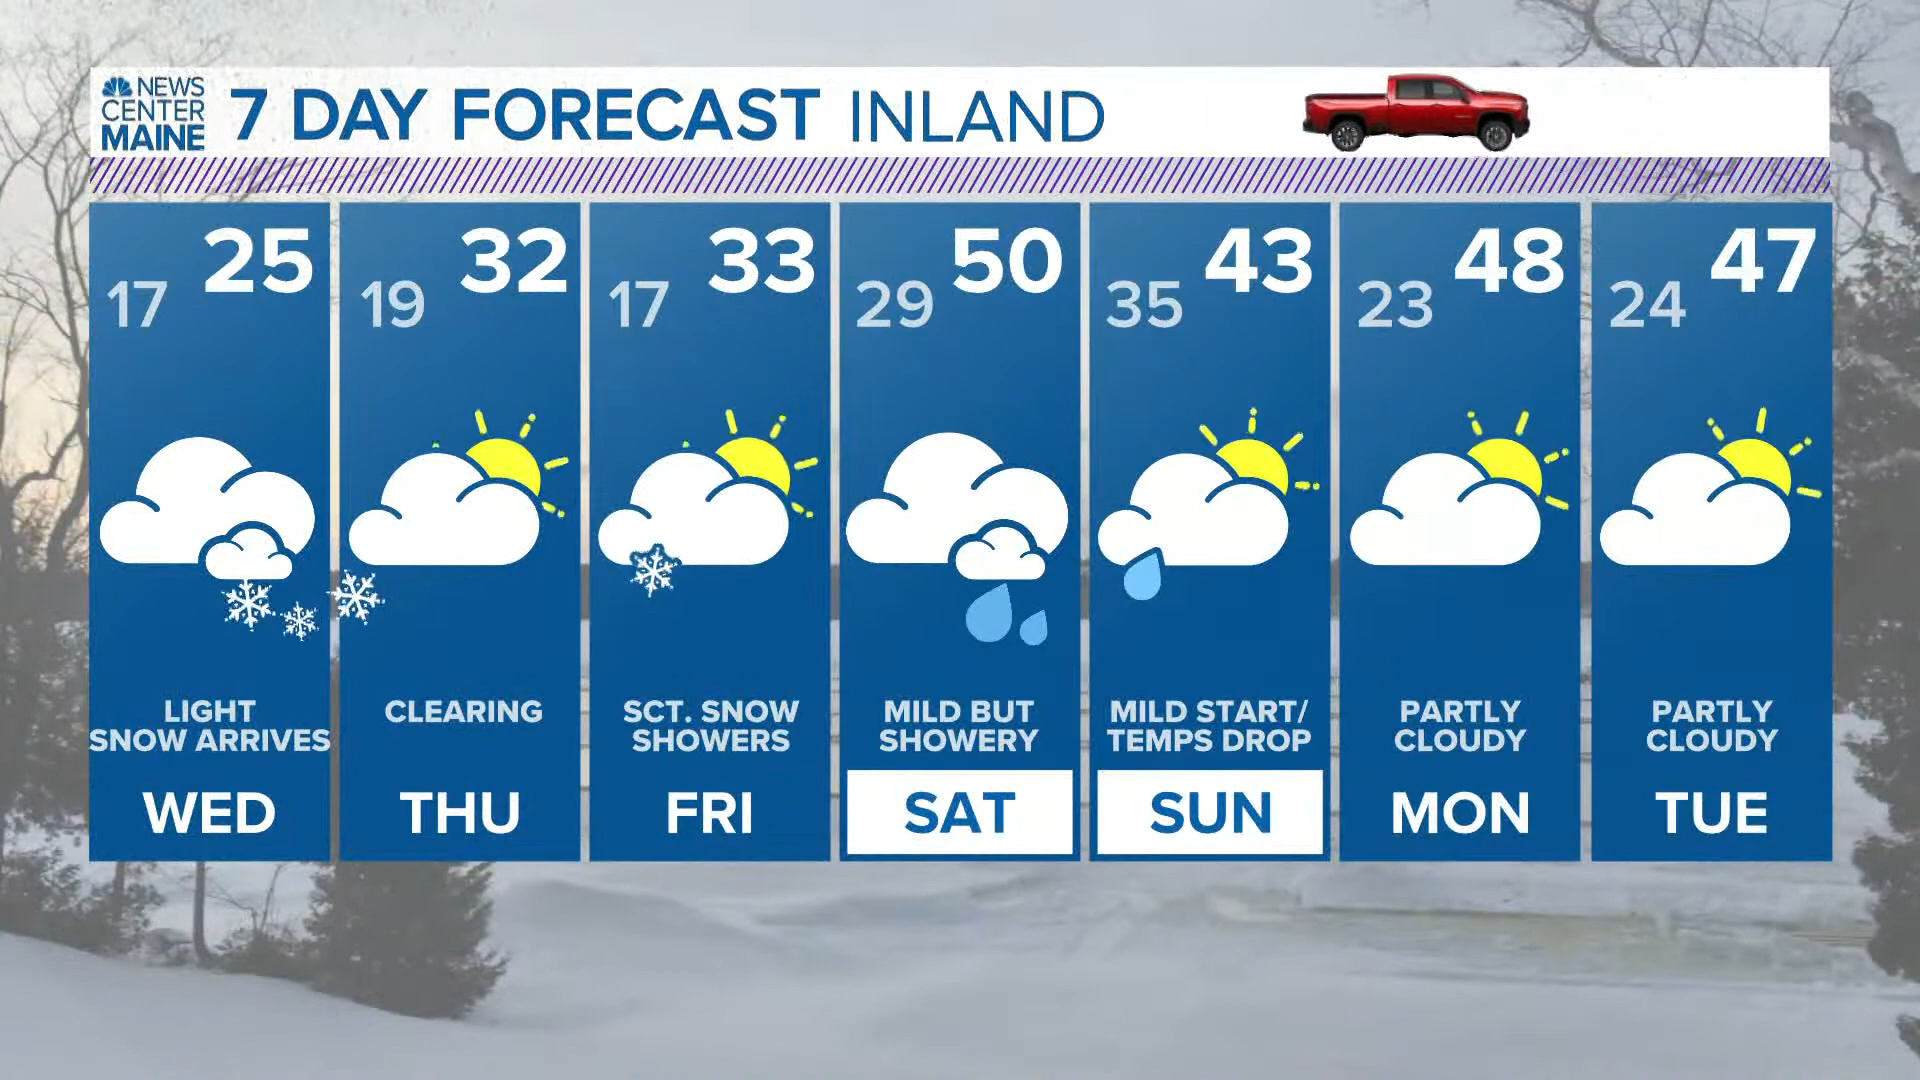 NEWS
CENTER
MAINE
7 DAY FORECAST INLAND
17 25
19 32
17 33
29 50
35 43
23 48
24 47
LIGHT
SNOW ARRIVES
CLEARING
SCT. SNOW
SHOWERS
MILD BUT
SHOWERY
MILD START/
TEMPS DROP
PARTLY
CLOUDY
PARTLY
CLOUDY
WED
THU
FRI
SAT
SUN
MON
TUE